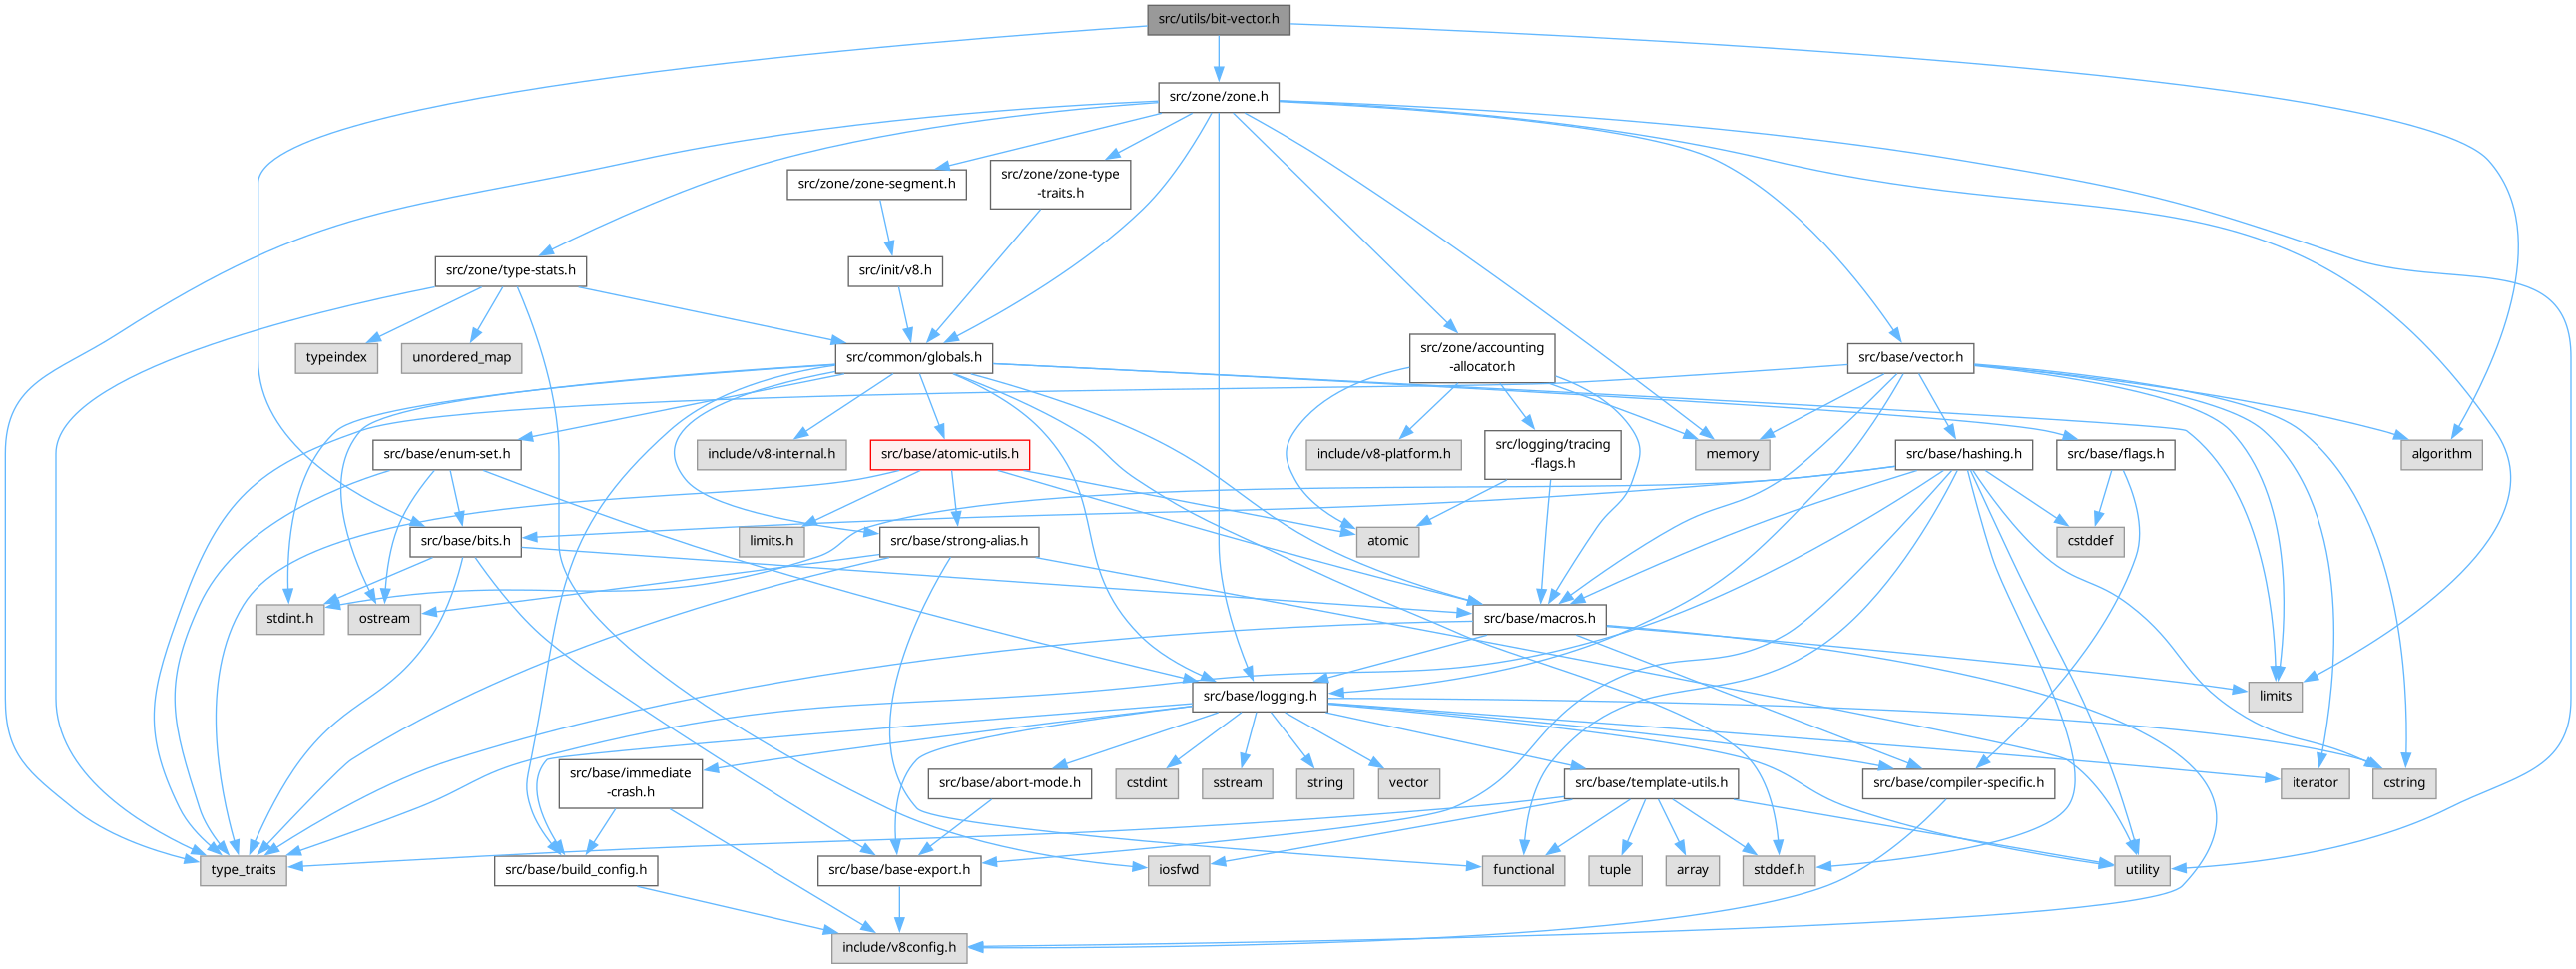 src/utils/bit-vector.h
src/zone/zone.h
src/zone/zone-segment.h
src/zone/zone-type
-traits.h
src/zone/type-stats.h
src/init/v8.h
typeindex
unordered_map
src/common/globals.h
src/zone/accounting
-allocator.h
src/base/vector.h
src/base/enum-set.h
include/v8-internal.h
src/base/atomic-utils.h
include/v8-platform.h
src/logging/tracing
-flags.h
memory
src/base/hashing.h
src/base/flags.h
algorithm
src/base/bits.h
limits.h
src/base/strong-alias.h
atomic
cstddef
stdint.h
ostream
src/base/macros.h
src/base/logging.h
limits
src/base/immediate
-crash.h
src/base/abort-mode.h
cstdint
sstream
string
vector
src/base/template-utils.h
src/base/compiler-specific.h
iterator
cstring
type_traits
src/base/build_config.h
src/base/base-export.h
iosfwd
functional
tuple
array
stddef.h
utility
include/v8config.h